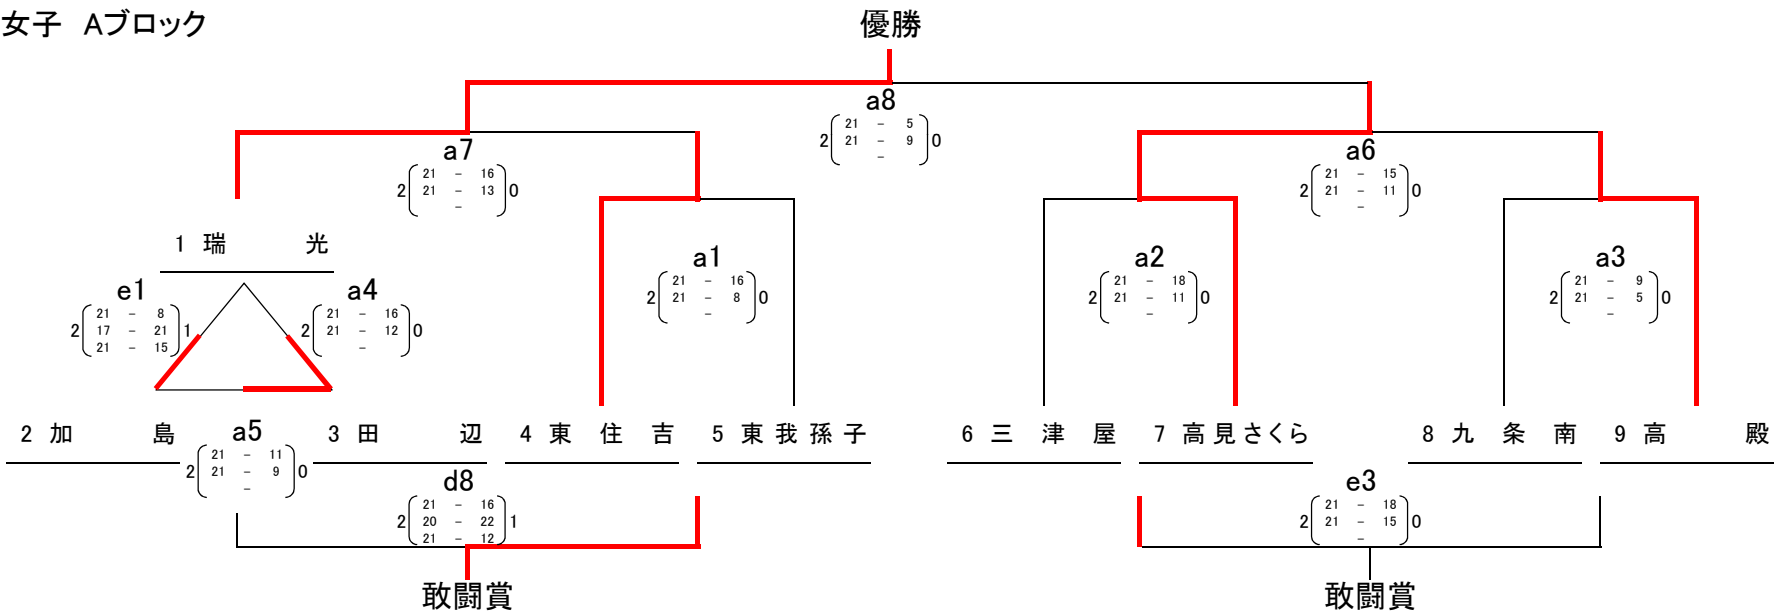 女子 Aブロック
優勝
a8
2 21 - 5 0
21 - 9
-
a7
2 21 - 16 0
21 - 13
-
a6
2 21 - 15 0
21 - 11
-
1 瑞光
e1
2 21 - 8 1
17 - 21
21 - 15
a4
2 21 - 16 0
21 - 12
-
a1
2 21 - 16 0
21 - 8
-
a2
2 21 - 18 0
21 - 11
-
a3
2 21 - 9 0
21 - 5
-
2 加島
a5
2 21 - 11 0
21 - 9
-
3 田辺
4 東住吉
5 東我孫子
6 三津屋
7 高見さくら
8 九条南
9 高殿
d8
2 21 - 16 1
20 - 22
21 - 12
e3
2 21 - 18 0
21 - 15
-
敢闘賞
敢闘賞